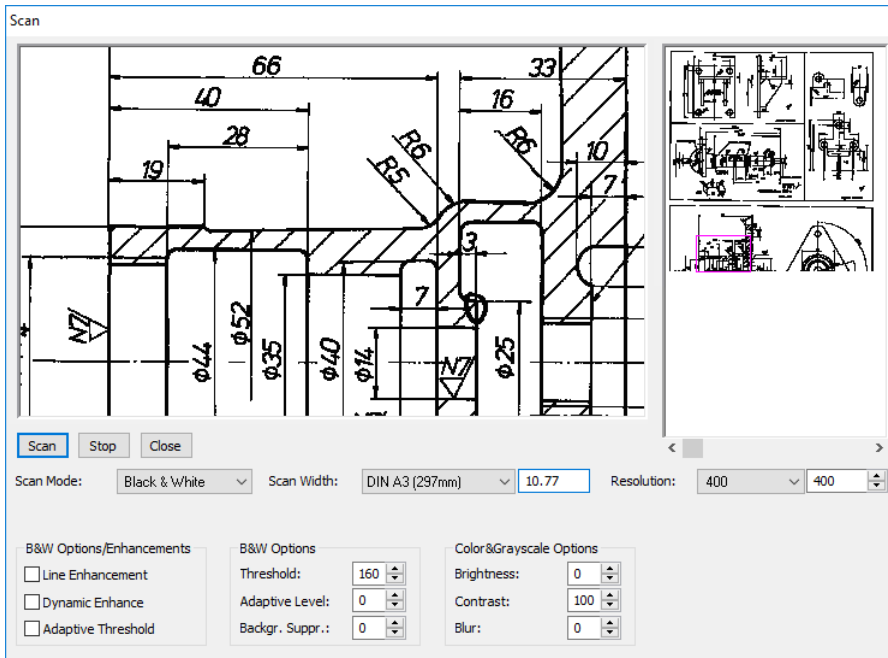 Scan
66
33
40
16
28
R6
R6
R5
10
19
7
3
7
N7
Φ52
Φ44
Φ35
Φ40
Φ14
N7
Φ25
Scan Stop Close
Scan Mode: Black & White Scan Width: DIN A3 (297mm) 10.77 Resolution: 400 400
B&W Options/Enhancements B&W Options Color&Grayscale Options
Line Enhancement Threshold: 160 Brightness: 0
Dynamic Enhance Adaptive Level: 0 Contrast: 100
Adaptive Threshold Backgr. Suppr.: 0 Blur: 0